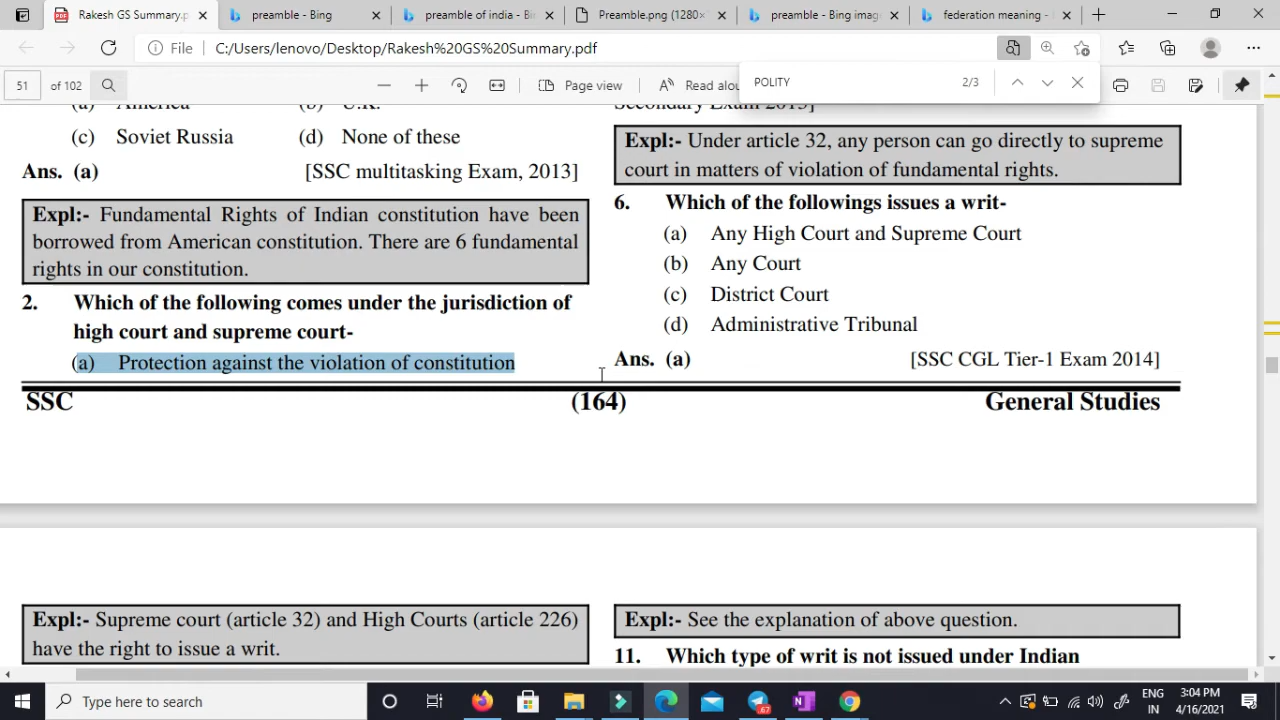 Rakesh GS Summary.p
preamble - Bing
preamble of india - Bi
Preamble.png (1280×
preamble - Bing imag
federation meaning -
File
C:/Users/lenovo/Desktop/Rakesh%20GS%20Summary.pdf
51 of 102
Page view
Read alou
POLITY 2/3
(a) America (b) U.K.
(c) Soviet Russia (d) None of these
Ans. (a) [SSC multitasking Exam, 2013]
Expl:- Fundamental Rights of Indian constitution have been
borrowed from American constitution. There are 6 fundamental
rights in our constitution.
2. Which of the following comes under the jurisdiction of
high court and supreme court-
(a) Protection against the violation of constitution
Secondary Exam 2015]
Expl:- Under article 32, any person can go directly to supreme
court in matters of violation of fundamental rights.
6. Which of the followings issues a writ-
(a) Any High Court and Supreme Court
(b) Any Court
(c) District Court
(d) Administrative Tribunal
Ans. (a) [SSC CGL Tier-1 Exam 2014]
SSC (164) General Studies
Expl:- Supreme court (article 32) and High Courts (article 226)
have the right to issue a writ.
Expl:- See the explanation of above question.
11. Which type of writ is not issued under Indian
Type here to search
67
ENG
IN
3:04 PM
4/16/2021